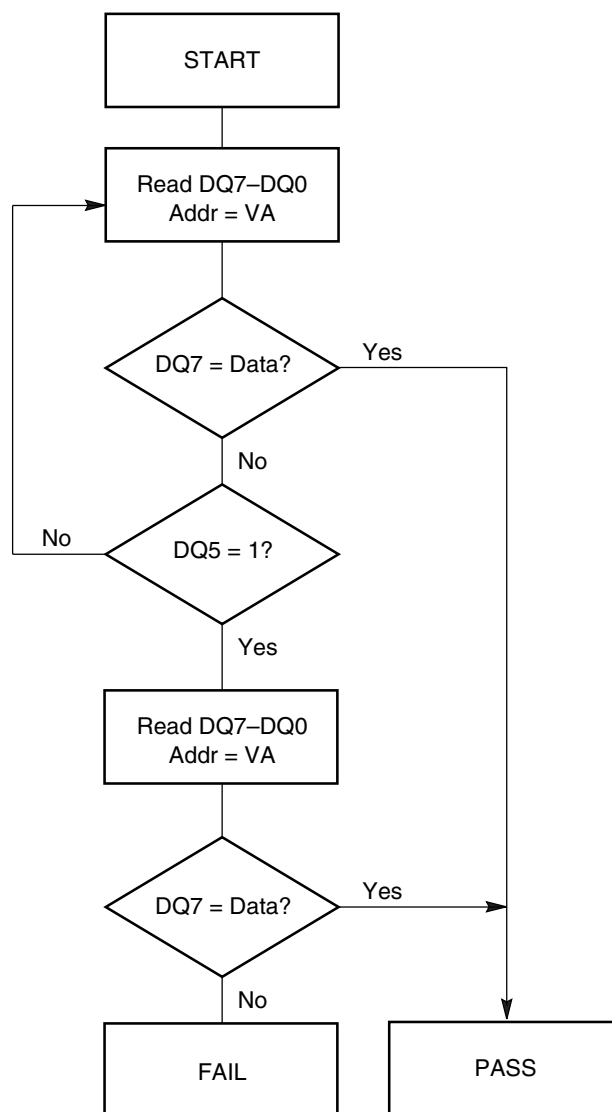 START
Read DQ7–DQ0
Addr = VA
DQ7 = Data?
Yes
No
No
DQ5 = 1?
Yes
Read DQ7–DQ0
Addr = VA
DQ7 = Data?
Yes
No
FAIL
PASS